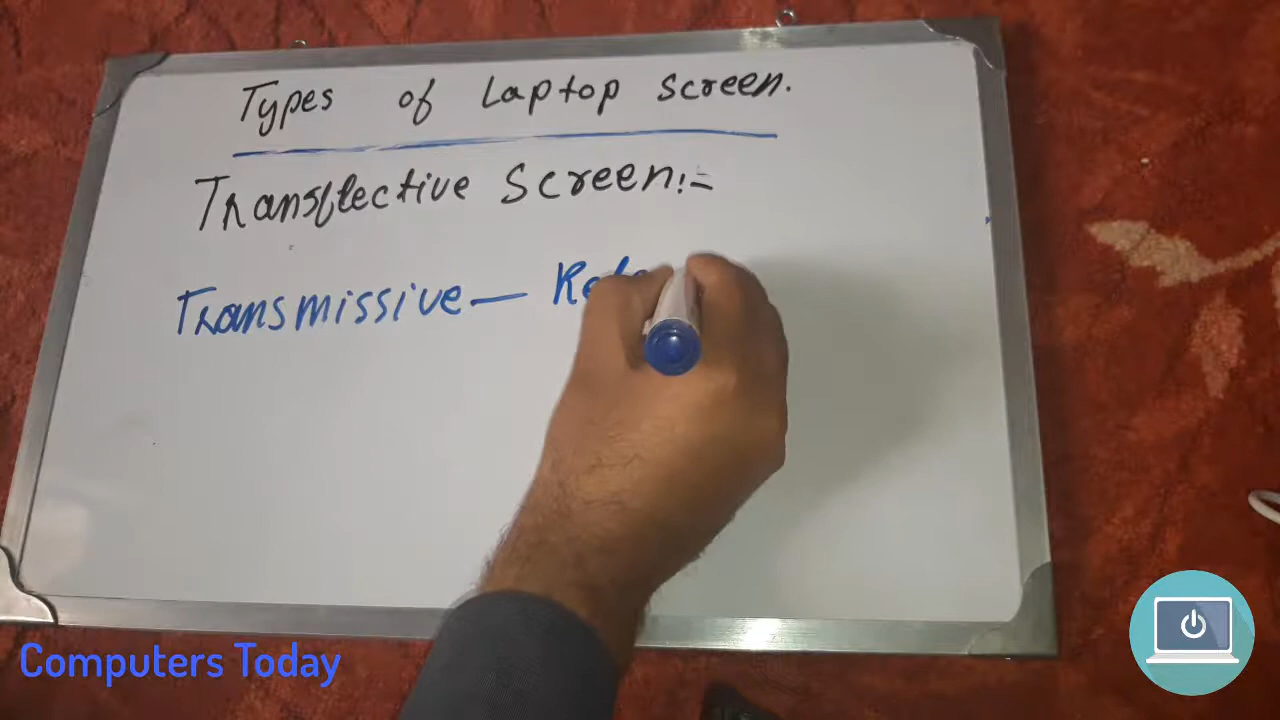 Types of Laptop screen.
Transflective Screen:-
Transmissive —
Computers Today